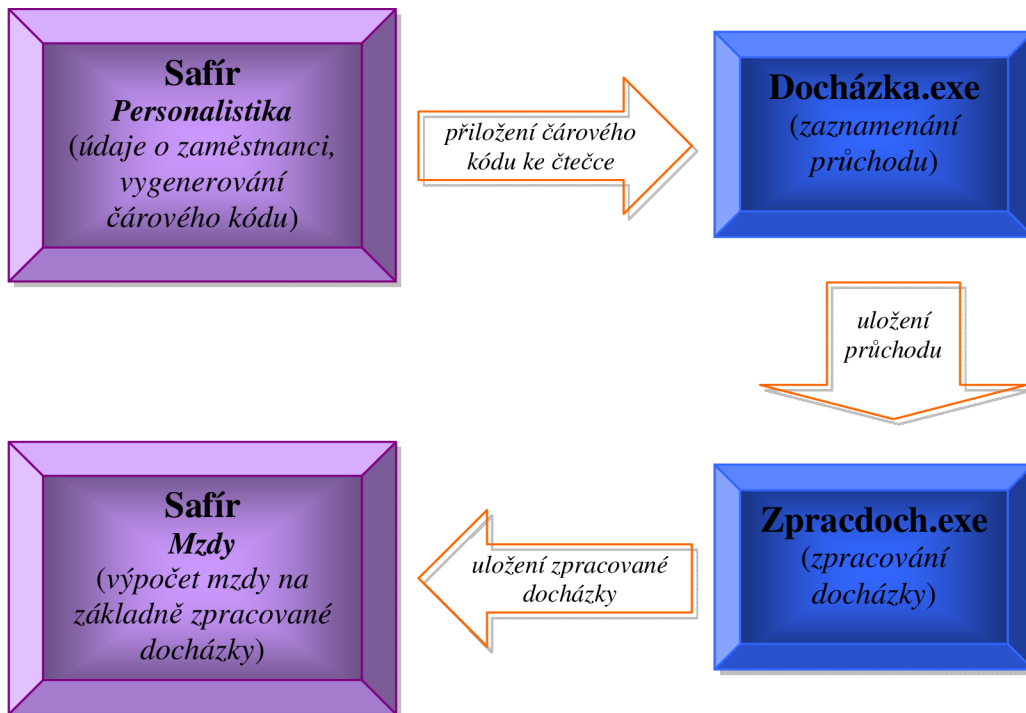 Safír
Personalistika
(údaje o zaměstnanci,
vygenerování
čárového kódu)
přiložení čárového
kódu ke čtečce
Docházka.exe
(zaznamenání
průchodu)
uložení
průchodu
Zpracdoch.exe
(zpracování
docházky)
uložení zpracované
docházky
Safír
Mzdy
(výpočet mzdy na
základně zpracované
docházky)